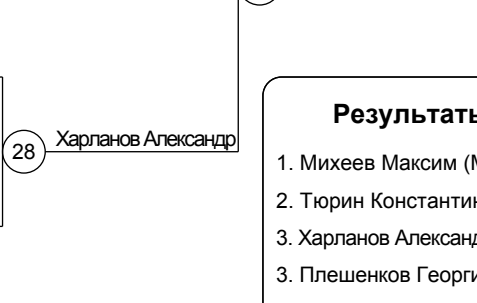 28 Харланов Александр
Результаты
1. Михеев Максим (
2. Тюрин Константин
3. Харланов Александ
3. Плешенков Георги